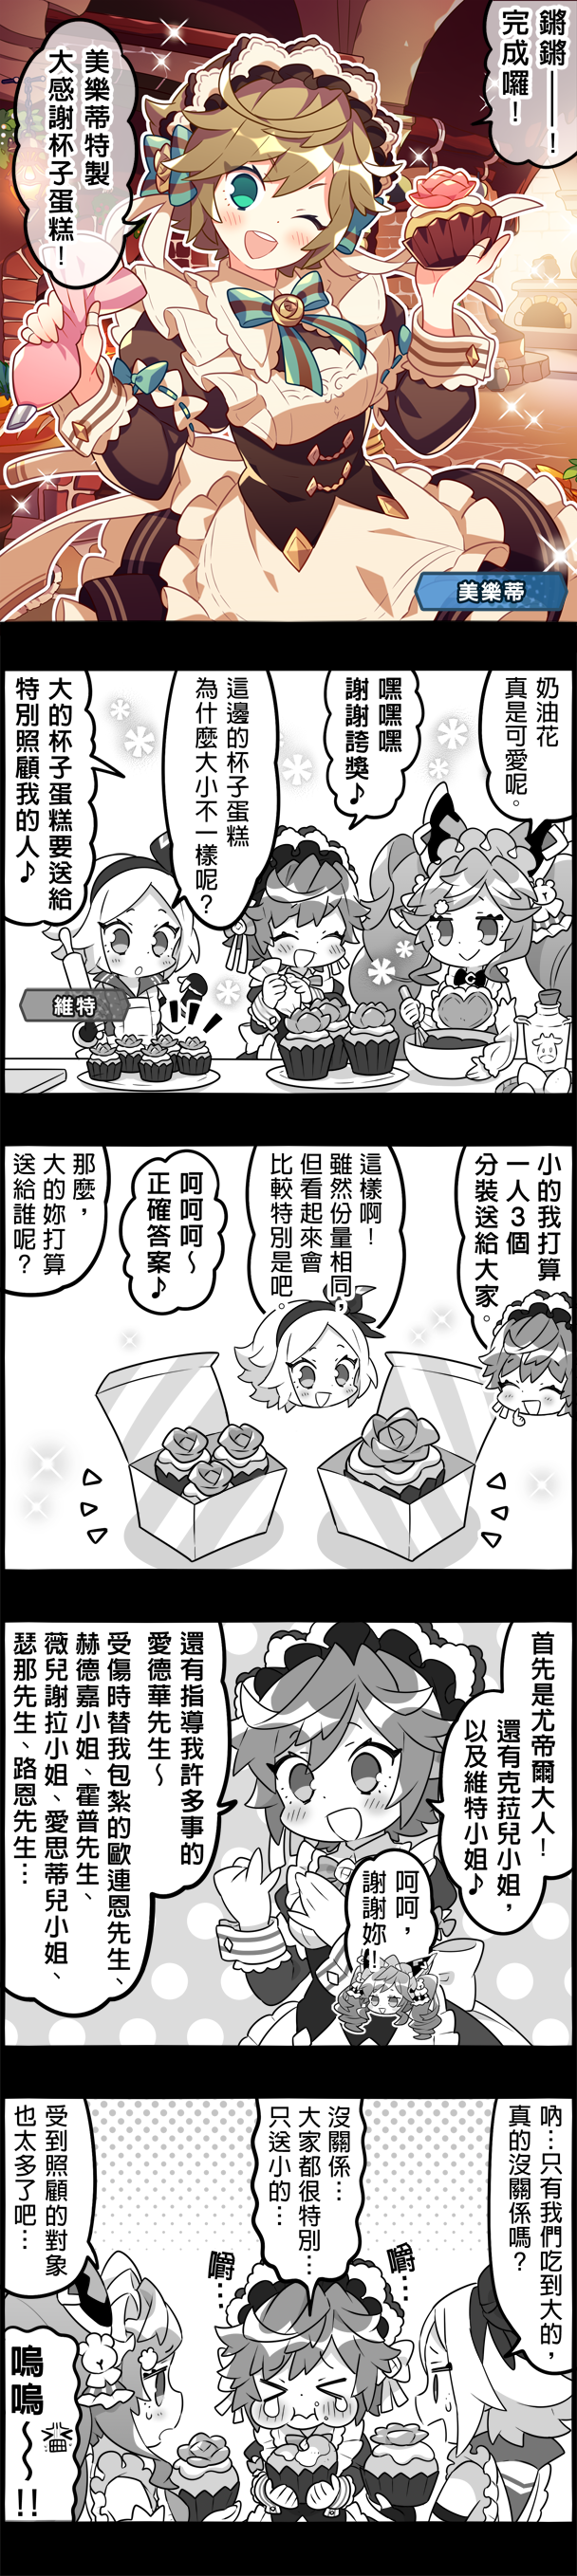 鏘鏘——！
完成囉！
美樂蒂特製
大感謝杯子蛋糕！
美樂蒂
奶油花
真是可愛呢。
嘿嘿嘿
謝謝誇獎♪
這邊的杯子蛋糕
為什麼大小不一樣呢？
大的杯子蛋糕要送給
特別照顧我的人♪
維特
小的我打算
一人3個
分裝送給大家。
這樣啊！
雖然份量相同，
但看起來會
比較特別是吧。
呵呵呵～
正確答案♪
那麼，
大的妳打算
送給誰呢？
首先是尤帝爾大人！
還有克菈兒小姐，
以及維特小姐♪
呵呵，
謝謝妳！
還有指導我許多事的
愛德華先生～
受傷時替我包紮的歐連恩先生、
赫德嘉小姐、霍普先生、
薇兒謝拉小姐、愛思蒂兒小姐、
瑟那先生、路恩先生…
吶…只有我們吃到大的，
真的沒關係嗎？
沒關係…
大家都很特別…
只送小的…
嚼…
嚼…
受到照顧的對象
也太多了吧…
嗚嗚～!!